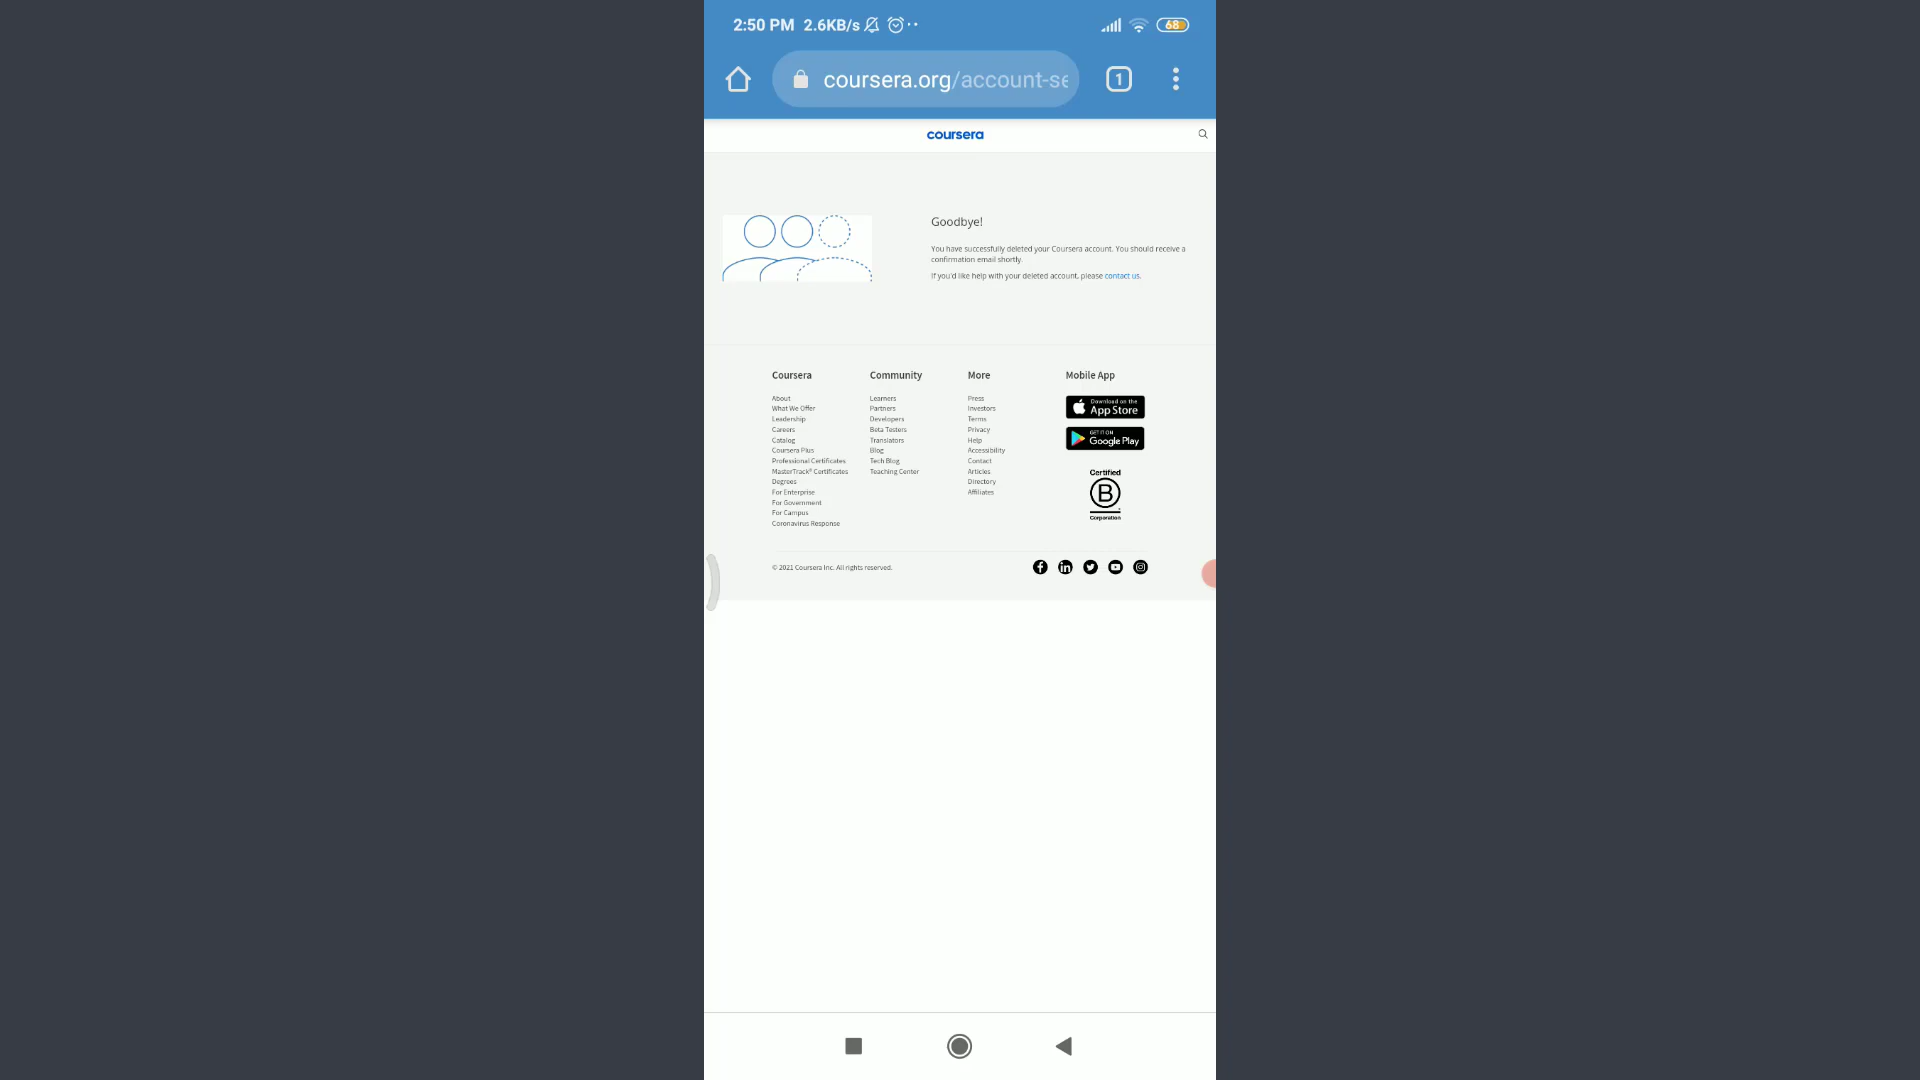 2:50 PM 2.6KB/s
68
coursera.org/account-se
1
coursera
Goodbye!
You have successfully deleted your Coursera account. You should receive a
confirmation email shortly.
If you'd like help with your deleted account, please contact us.
Coursera
About
What We Offer
Leadership
Careers
Catalog
Coursera Plus
Professional Certificates
MasterTrack® Certificates
Degrees
For Enterprise
For Government
For Campus
Coronavirus Response
Community
Learners
Partners
Developers
Beta Testers
Translators
Blog
Tech Blog
Teaching Center
More
Press
Investors
Terms
Privacy
Help
Accessibility
Contact
Articles
Directory
Affiliates
Mobile App
Download on the
App Store
GET IT ON
Google Play
Certified
B
Corporation
© 2021 Coursera Inc. All rights reserved.